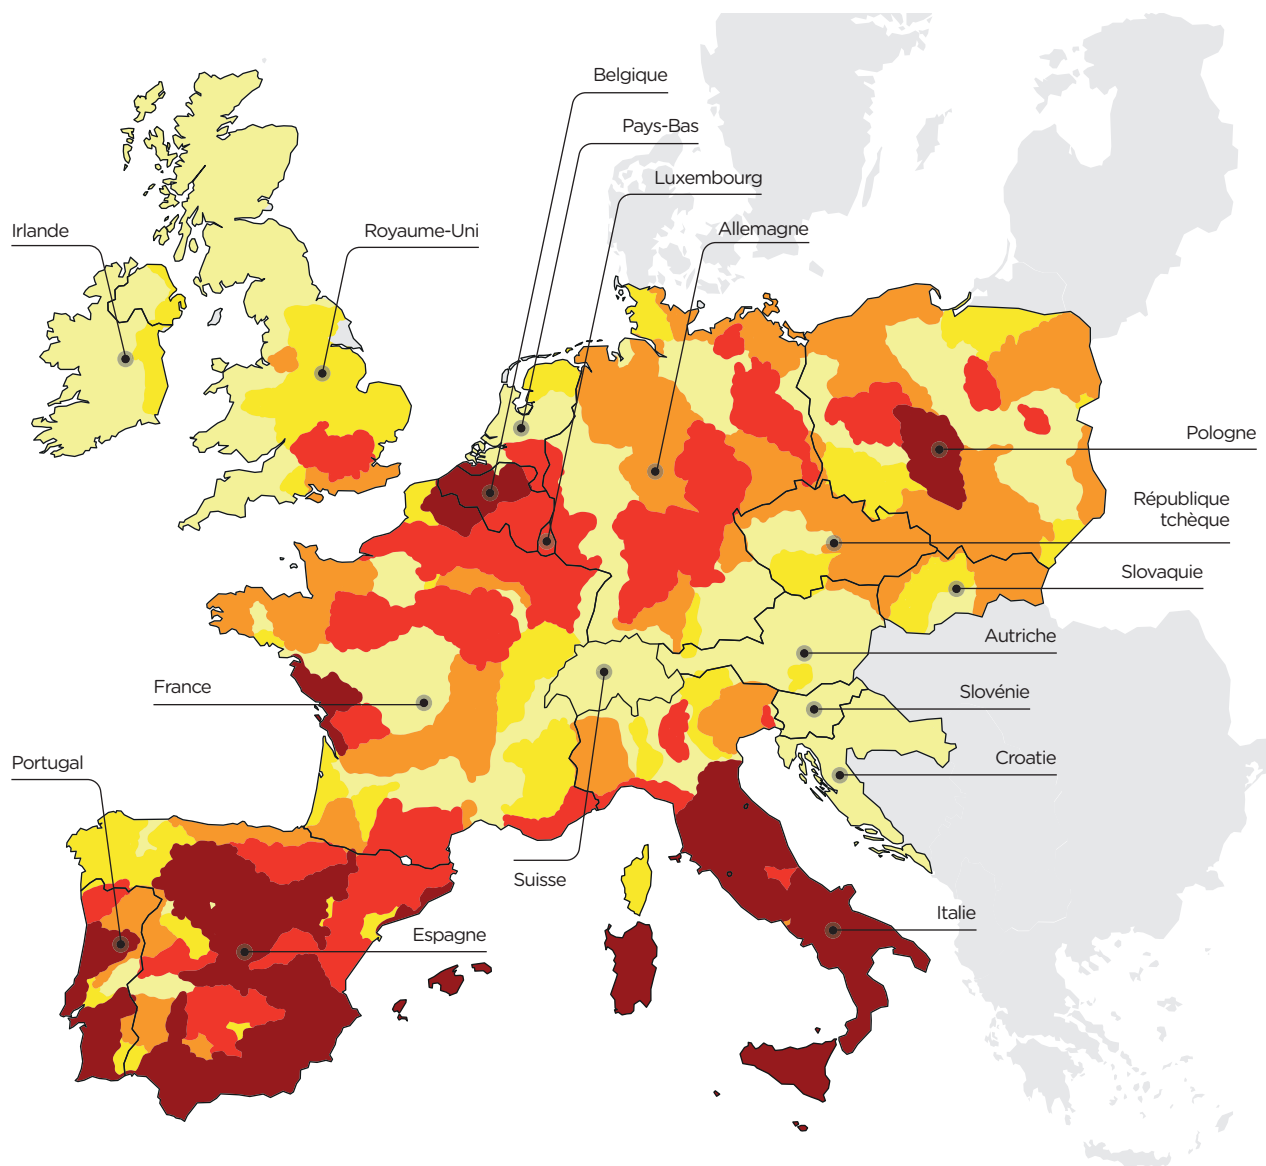 Belgique
Pays-Bas
Luxembourg
Irlande
Royaume-Uni
Allemagne
Pologne
République
tchèque
Slovaquie
Autriche
France
Slovénie
Portugal
Croatie
Suisse
Italie
Espagne